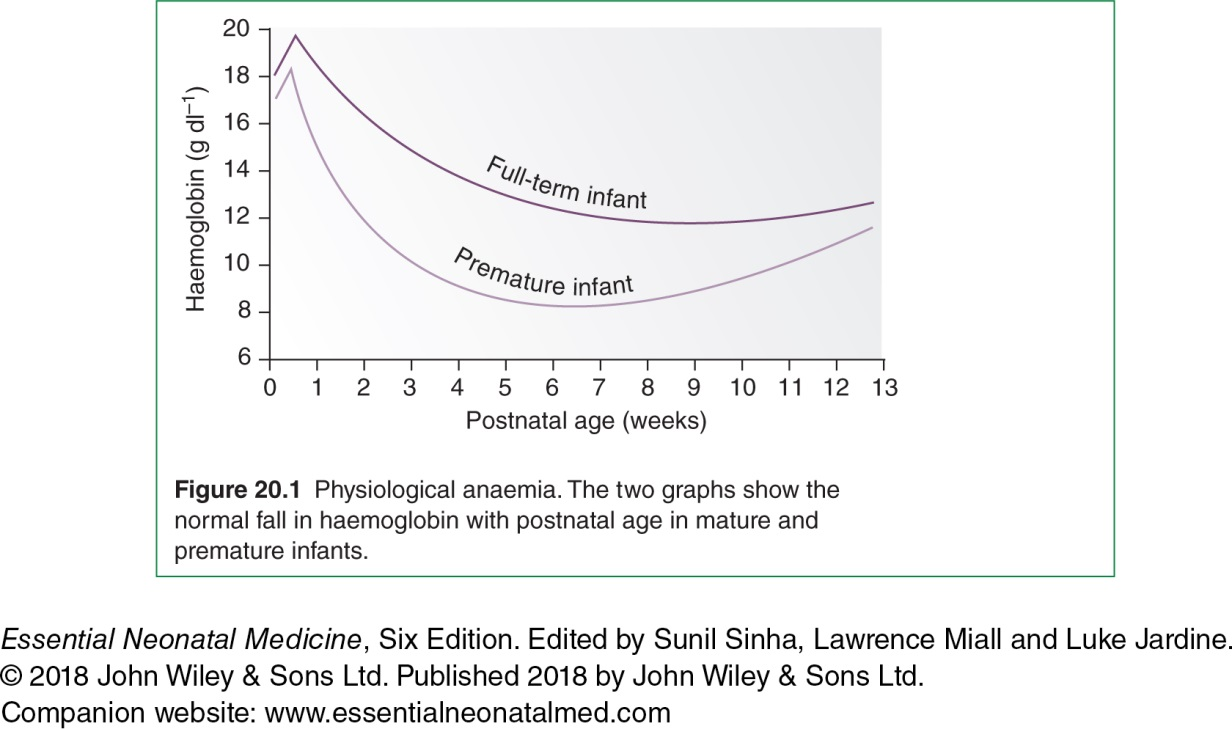 20
18
16
14
12
10
8
6
Haemoglobin (g dl–1)
Full-term infant
Premature infant
0 1 2 3 4 5 6 7 8 9 10 11 12 13
Postnatal age (weeks)
Figure 20.1 Physiological anaemia. The two graphs show the
normal fall in haemoglobin with postnatal age in mature and
premature infants.
Essential Neonatal Medicine, Six Edition. Edited by Sunil Sinha, Lawrence Miall and Luke Jardine.
© 2018 John Wiley & Sons Ltd. Published 2018 by John Wiley & Sons Ltd.
Companion website: www.essentialneonatalmed.com